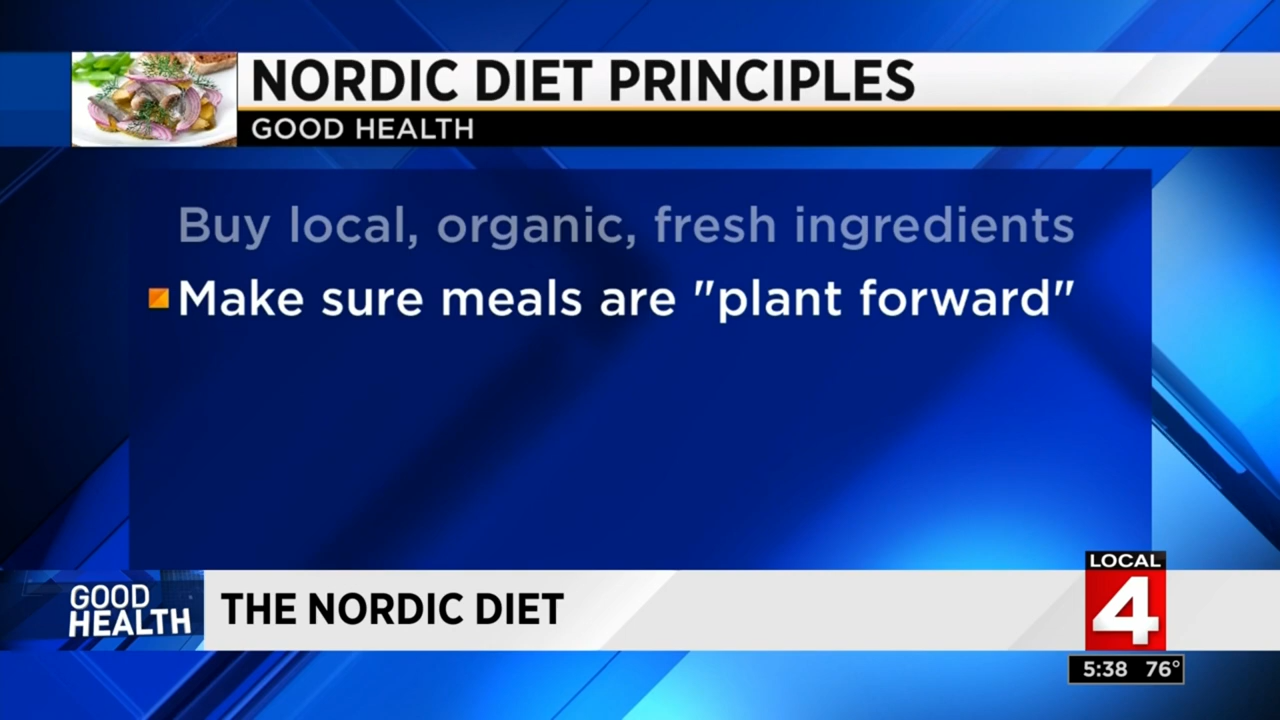 NORDIC DIET PRINCIPLES
GOOD HEALTH
Buy local, organic, fresh ingredients
Make sure meals are "plant forward"
GOOD
HEALTH
THE NORDIC DIET
LOCAL
4
5:38 76°